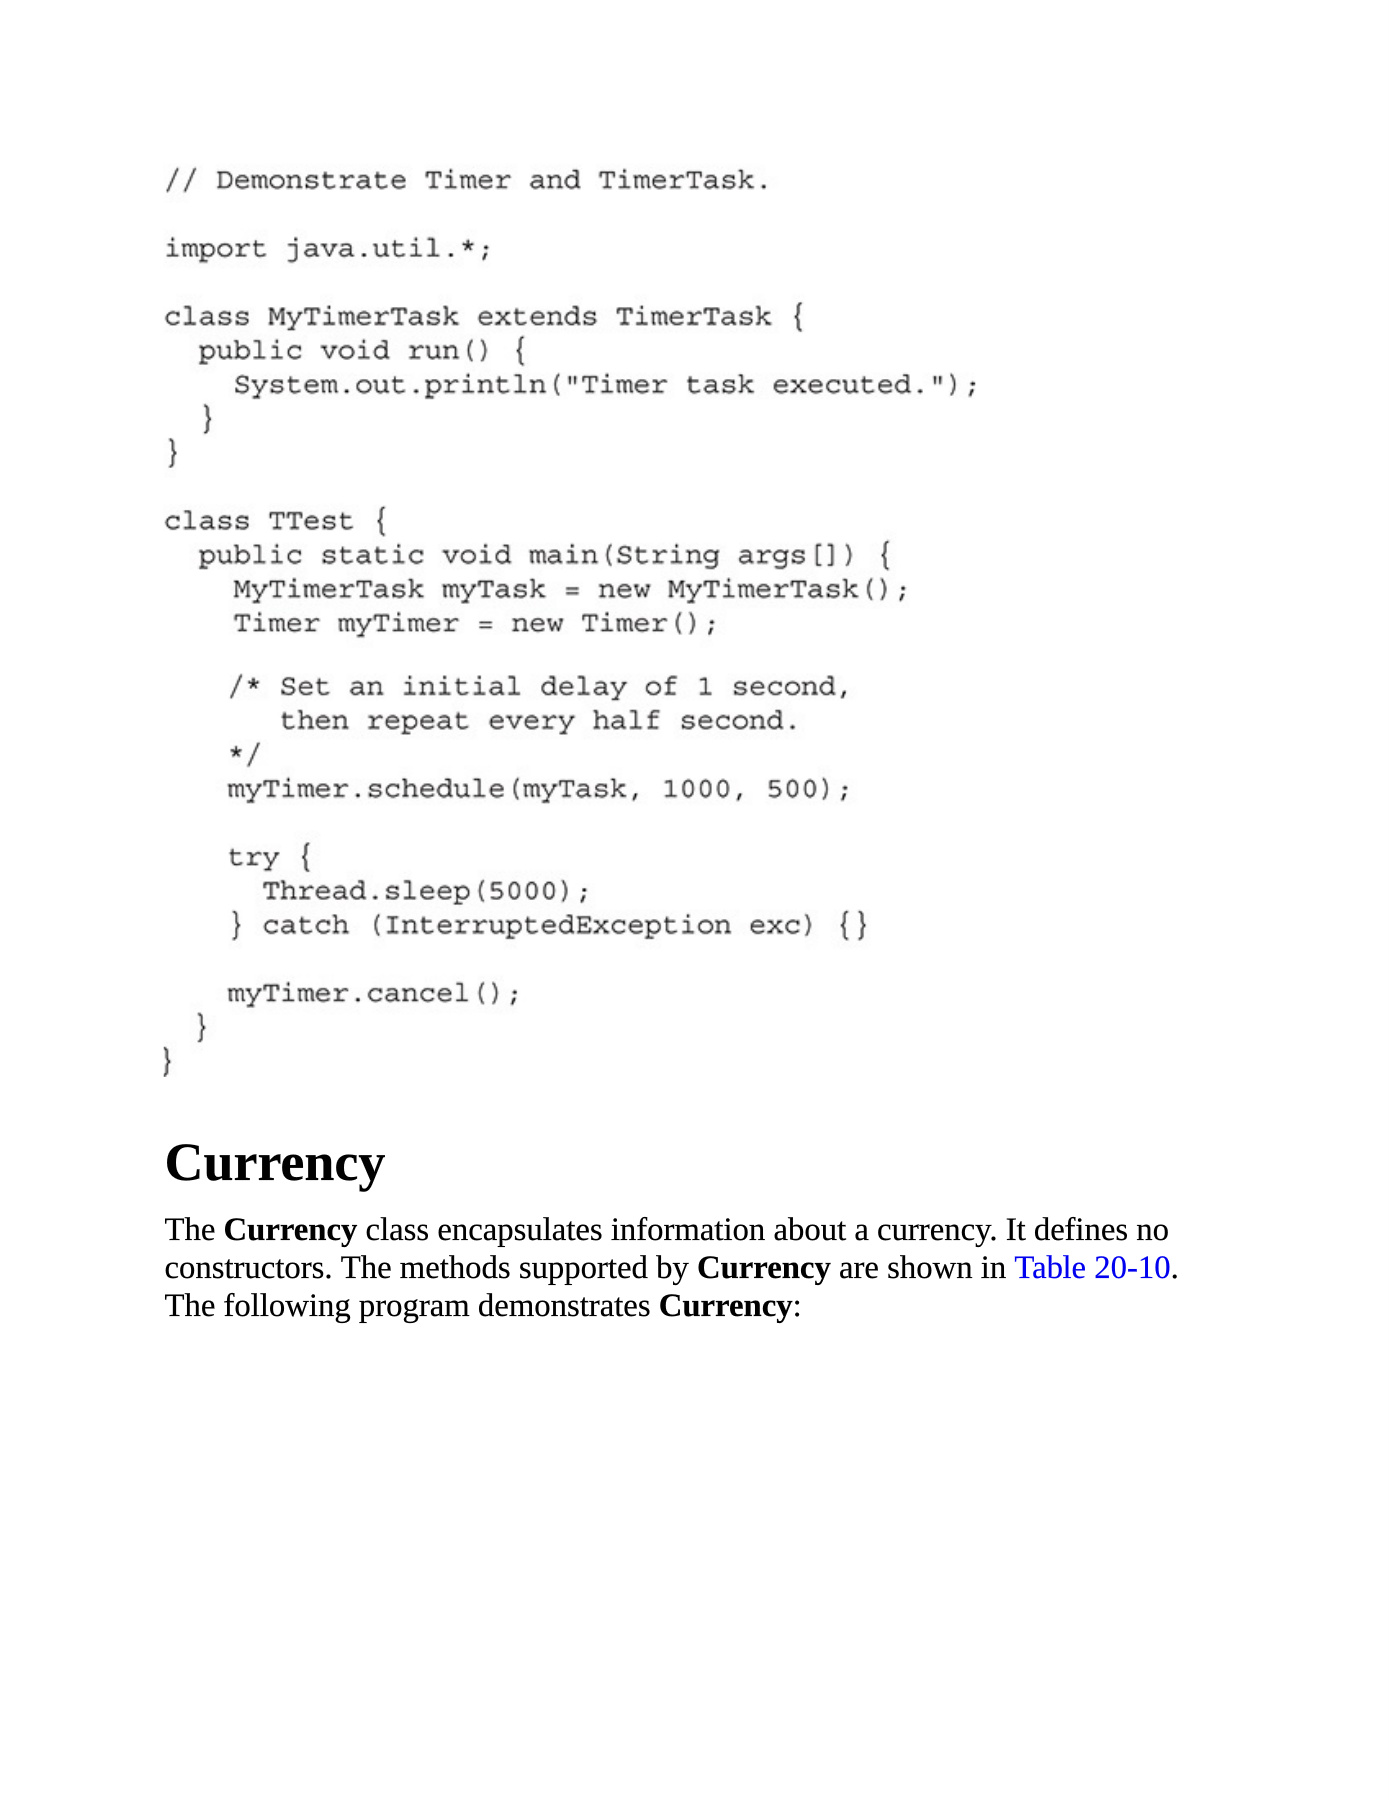 // Demonstrate Timer and TimerTask.

import java.util.*;

class MyTimerTask extends TimerTask {
  public void run() {
    System.out.println("Timer task executed.");
  }
}

class TTest {
  public static void main(String args[]) {
    MyTimerTask myTask = new MyTimerTask();
    Timer myTimer = new Timer();

    /* Set an initial delay of 1 second,
       then repeat every half second.
    */
    myTimer.schedule(myTask, 1000, 500);

    try {
      Thread.sleep(5000);
    } catch (InterruptedException exc) {}

    myTimer.cancel();
  }
}

Currency
The Currency class encapsulates information about a currency. It defines no
constructors. The methods supported by Currency are shown in Table 20-10.
The following program demonstrates Currency: